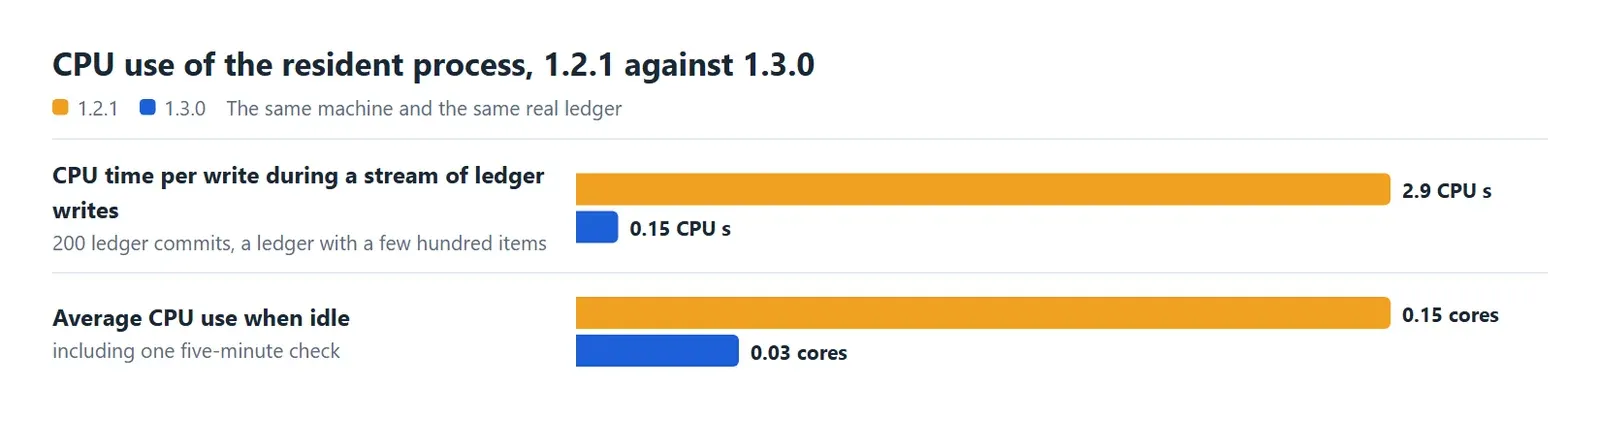 CPU use of the resident process, 1.2.1 against 1.3.0
1.2.1 1.3.0 The same machine and the same real ledger
CPU time per write during a stream of ledger
writes
200 ledger commits, a ledger with a few hundred items
2.9 CPU s
0.15 CPU s
Average CPU use when idle
including one five-minute check
0.15 cores
0.03 cores